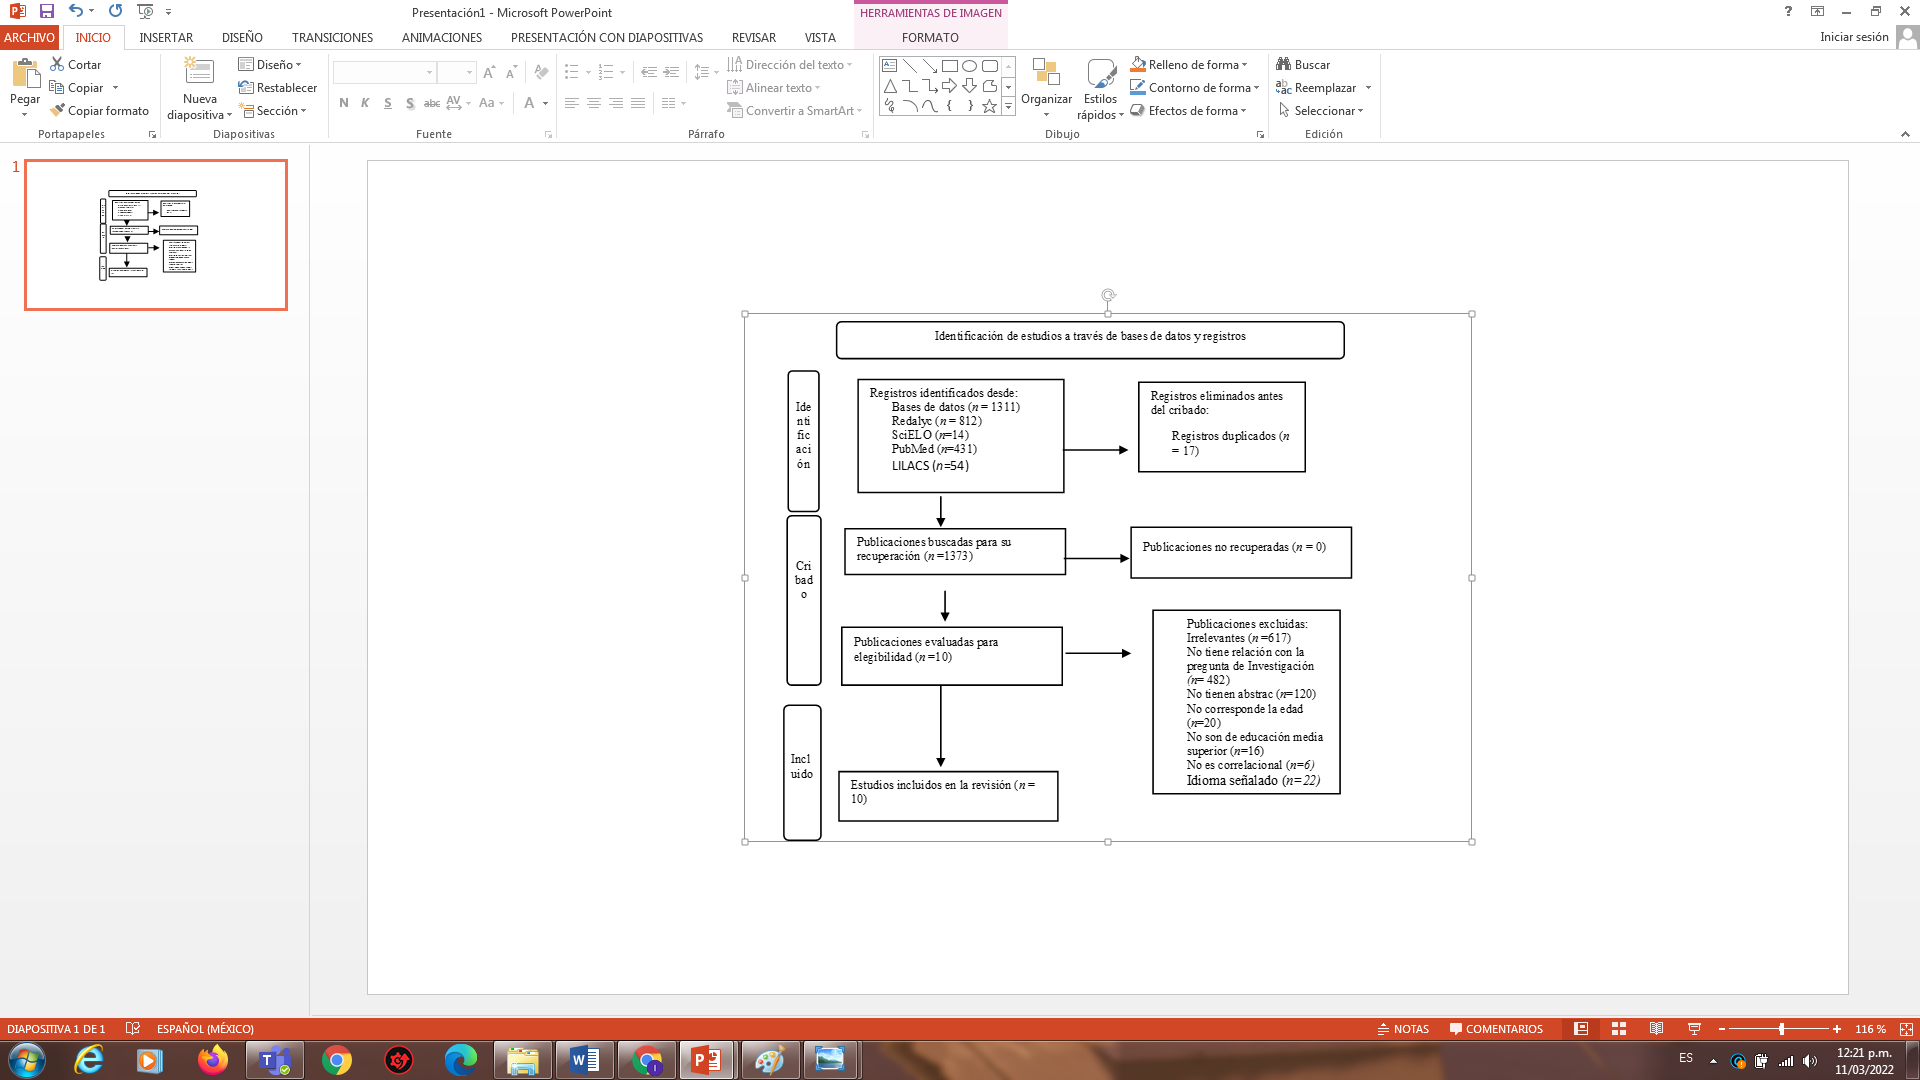 Presentación1 - Microsoft PowerPoint
HERRAMIENTAS DE IMAGEN
?
ARCHIVO
INICIO
INSERTAR
DISEÑO
TRANSICIONES
ANIMACIONES
PRESENTACIÓN CON DIAPOSITIVAS
REVISAR
VISTA
FORMATO
Iniciar sesión
Pegar
Cortar
Copiar
Copiar formato
Portapapeles
Nueva
diapositiva
Diseño
Restablecer
Sección
Diapositivas
N K S S abc AV Aa A
Fuente
Dirección del texto
Alinear texto
Convertir a SmartArt
Párrafo
Organizar
Estilos
rápidos
Relleno de forma
Contorno de forma
Efectos de forma
Dibujo
Buscar
Reemplazar
Seleccionar
Edición
1
Identificación de estudios a través de bases de datos y registros
Ide
nti
fic
aci
ón
Registros identificados desde:
Bases de datos (n = 1311)
Redalyc (n = 812)
SciELO (n=14)
PubMed (n=431)
LILACS (n=54)
Registros eliminados antes
del cribado:
Registros duplicados (n
= 17)
Cri
bad
o
Publicaciones buscadas para su
recuperación (n =1373)
Publicaciones no recuperadas (n = 0)
Publicaciones evaluadas para
elegibilidad (n =10)
Publicaciones excluidas:
Irrelevantes (n =617)
No tiene relación con la
pregunta de Investigación
(n= 482)
No tienen abstrac (n=120)
No corresponde la edad
(n=20)
No son de educación media
superior (n=16)
No es correlacional (n=6)
Idioma señalado (n=22)
Incl
uido
Estudios incluidos en la revisión (n =
10)
DIAPOSITIVA 1 DE 1
ESPAÑOL (MÉXICO)
NOTAS
COMENTARIOS
116 %
ES
12:21 p.m.
11/03/2022